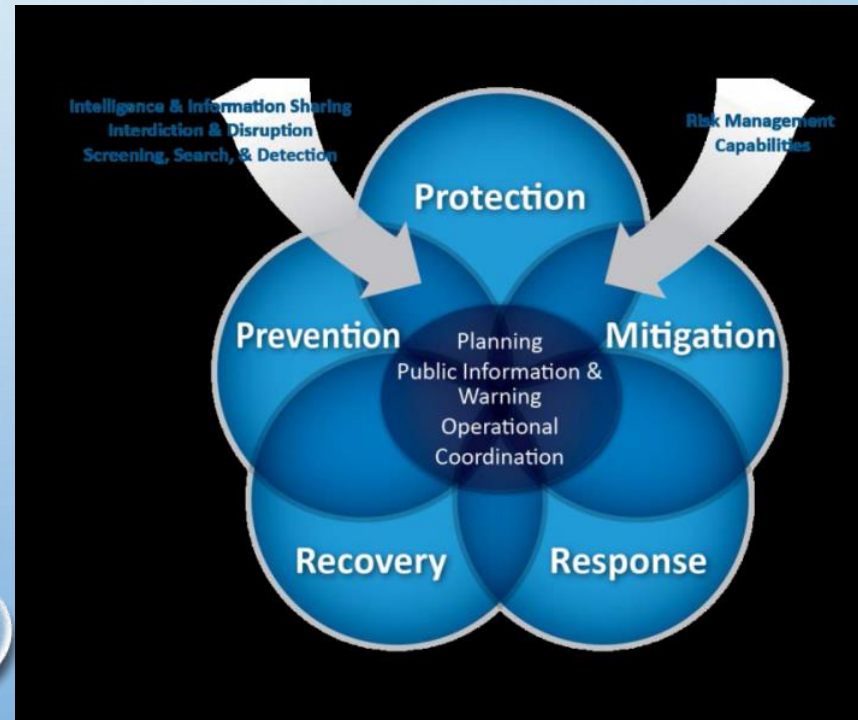 Intelligence & Information Sharing
Interdiction & Disruption
Screening, Search, & Detection
Risk Management
Capabilities
Protection
Prevention
Mitigation
Planning
Public Information &
Warning
Operational
Coordination
Recovery
Response